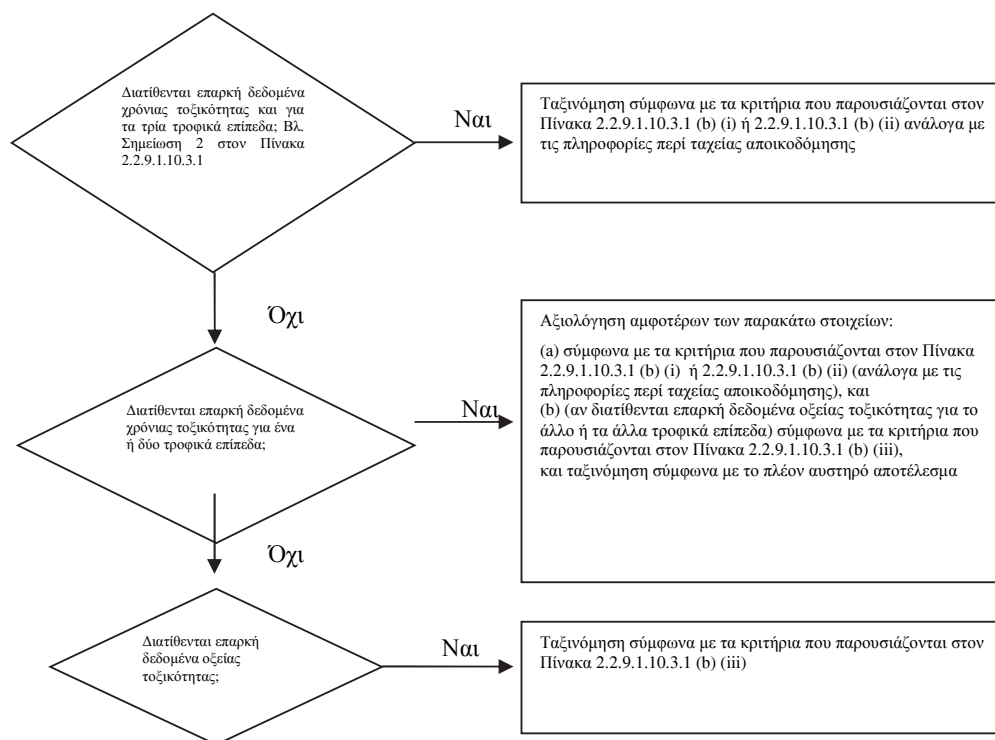 Διατίθενται επαρκή δεδομένα
χρόνιας τοξικότητας και για
τα τρία τροφικά επίπεδα; Βλ.
Σημείωση 2 στον Πίνακα
2.2.9.1.10.3.1
Ναι
Ταξινόμηση σύμφωνα με τα κριτήρια που παρουσιάζονται στον
Πίνακα 2.2.9.1.10.3.1 (b) (i) ή 2.2.9.1.10.3.1 (b) (ii) ανάλογα με
τις πληροφορίες περί ταχείας αποικοδόμησης
Όχι
Διατίθενται επαρκή δεδομένα
χρόνιας τοξικότητας για ένα
ή δύο τροφικά επίπεδα;
Ναι
Αξιολόγηση αμφοτέρων των παρακάτω στοιχείων:
(a) σύμφωνα με τα κριτήρια που παρουσιάζονται στον Πίνακα
2.2.9.1.10.3.1 (b) (i) ή 2.2.9.1.10.3.1 (b) (ii) (ανάλογα με τις
πληροφορίες περί ταχείας αποικοδόμησης), και
(b) (αν διατίθενται επαρκή δεδομένα οξείας τοξικότητας για το
άλλο ή τα άλλα τροφικά επίπεδα) σύμφωνα με τα κριτήρια που
παρουσιάζονται στον Πίνακα 2.2.9.1.10.3.1 (b) (iii),
και ταξινόμηση σύμφωνα με το πλέον αυστηρό αποτέλεσμα
Όχι
Διατίθενται επαρκή
δεδομένα οξείας
τοξικότητας;
Ναι
Ταξινόμηση σύμφωνα με τα κριτήρια που παρουσιάζονται στον
Πίνακα 2.2.9.1.10.3.1 (b) (iii)